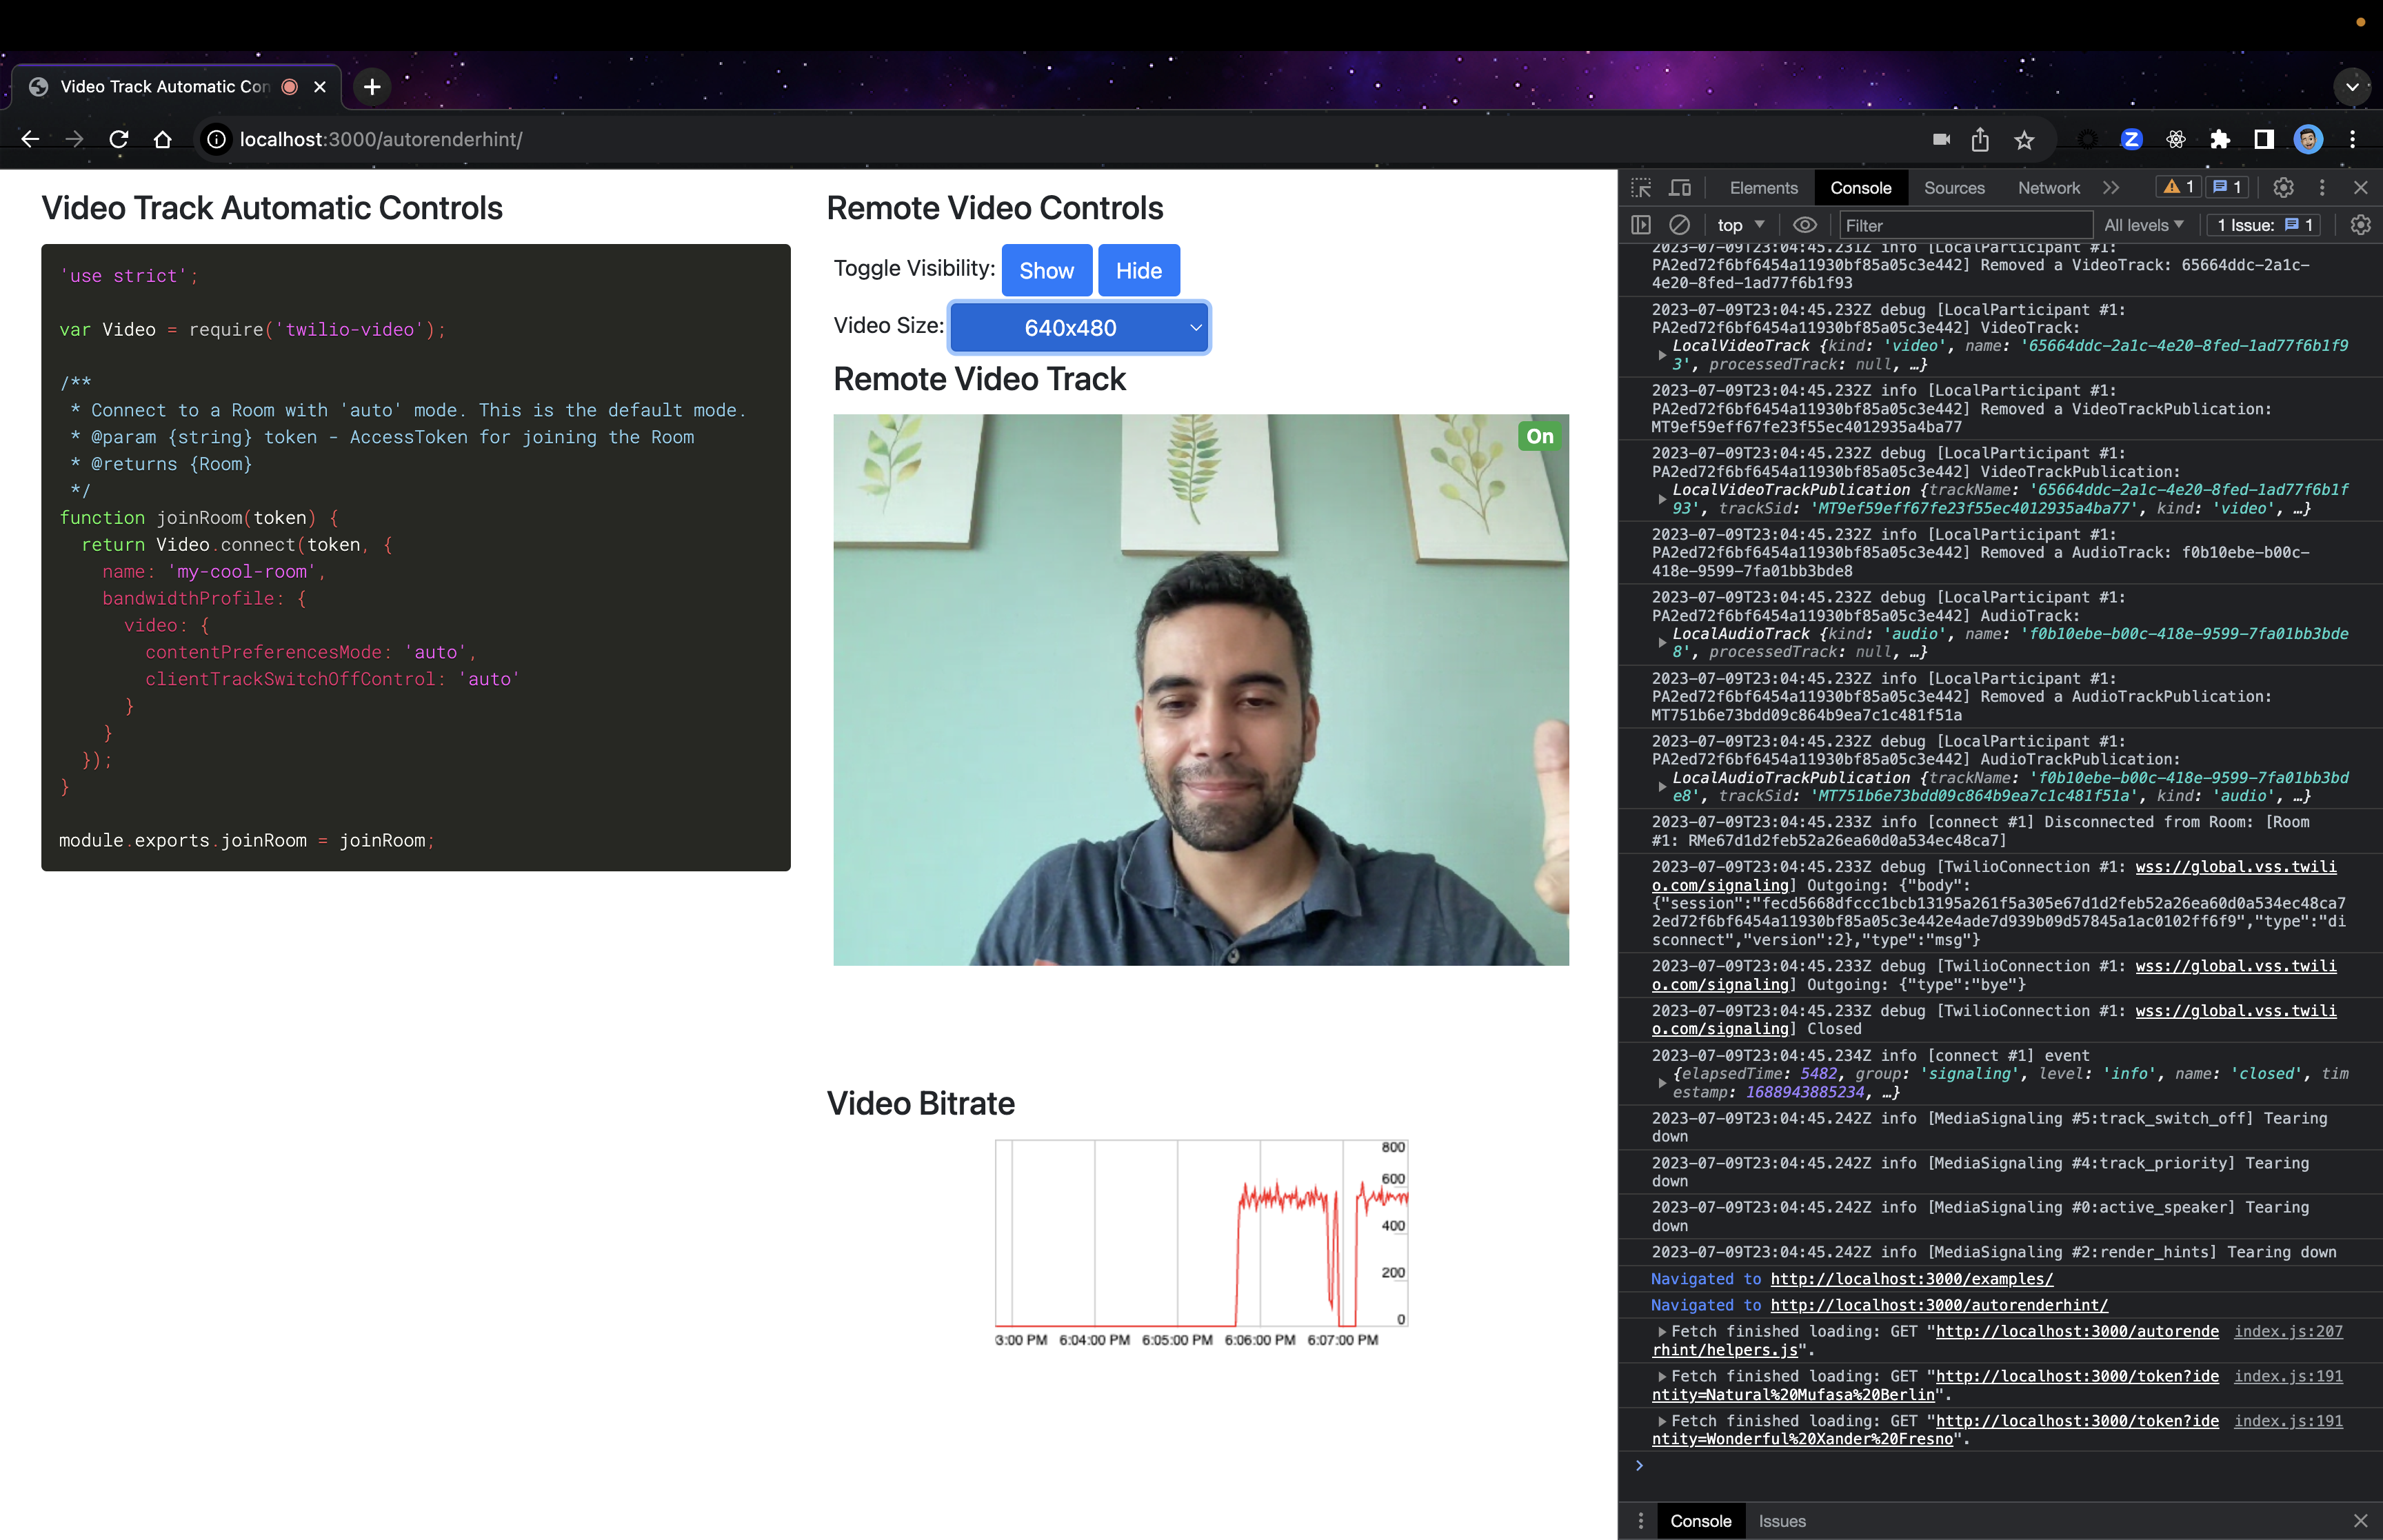 Video Track Automatic Con
localhost:3000/autorenderhint/
Video Track Automatic Controls
'use strict';
var Video = require('twilio-video');
/**
* Connect to a Room with 'auto' mode. This is the default mode.
* @param {string} token - AccessToken for joining the Room
* @returns {Room}
*/
function joinRoom(token) {
return Video.connect(token, {
name: 'my-cool-room',
bandwidthProfile: {
video: {
contentPreferencesMode: 'auto',
clientTrackSwitchOffControl: 'auto'
}
}
});
}
module.exports.joinRoom = joinRoom;
Remote Video Controls
Toggle Visibility: Show Hide
Video Size: 640x480
Remote Video Track
On
Video Bitrate
800
600
400
200
0
3:00 PM 6:04:00 PM 6:05:00 PM 6:06:00 PM 6:07:00 PM
Elements Console Sources Network 1 1
top Filter All levels 1 Issue: 1
2023-07-09T23:04:45.231Z info [LocalParticipant #1:
PA2ed72f6bf6454a11930bf85a05c3e442] Removed a VideoTrack: 65664ddc-2a1c-
4e20-8fed-1ad77f6b1f93
2023-07-09T23:04:45.232Z debug [LocalParticipant #1:
PA2ed72f6bf6454a11930bf85a05c3e442] VideoTrack:
LocalVideoTrack {kind: 'video', name: '65664ddc-2a1c-4e20-8fed-1ad77f6b1f9
3', processedTrack: null, …}
2023-07-09T23:04:45.232Z info [LocalParticipant #1:
PA2ed72f6bf6454a11930bf85a05c3e442] Removed a VideoTrackPublication:
MT9ef59eff67fe23f55ec4012935a4ba77
2023-07-09T23:04:45.232Z debug [LocalParticipant #1:
PA2ed72f6bf6454a11930bf85a05c3e442] VideoTrackPublication:
LocalVideoTrackPublication {trackName: '65664ddc-2a1c-4e20-8fed-1ad77f6b1f
93', trackSid: 'MT9ef59eff67fe23f55ec4012935a4ba77', kind: 'video', …}
2023-07-09T23:04:45.232Z info [LocalParticipant #1:
PA2ed72f6bf6454a11930bf85a05c3e442] Removed a AudioTrack: f0b10ebe-b00c-
418e-9599-7fa01bb3bde8
2023-07-09T23:04:45.232Z debug [LocalParticipant #1:
PA2ed72f6bf6454a11930bf85a05c3e442] AudioTrack:
LocalAudioTrack {kind: 'audio', name: 'f0b10ebe-b00c-418e-9599-7fa01bb3bde
8', processedTrack: null, …}
2023-07-09T23:04:45.232Z info [LocalParticipant #1:
PA2ed72f6bf6454a11930bf85a05c3e442] Removed a AudioTrackPublication:
MT751b6e73bdd09c864b9ea7c1c481f51a
2023-07-09T23:04:45.232Z debug [LocalParticipant #1:
PA2ed72f6bf6454a11930bf85a05c3e442] AudioTrackPublication:
LocalAudioTrackPublication {trackName: 'f0b10ebe-b00c-418e-9599-7fa01bb3bd
e8', trackSid: 'MT751b6e73bdd09c864b9ea7c1c481f51a', kind: 'audio', …}
2023-07-09T23:04:45.233Z info [connect #1] Disconnected from Room: [Room
#1: RMe67d1d2feb52a26ea60d0a534ec48ca7]
2023-07-09T23:04:45.233Z debug [TwilioConnection #1: wss://global.vss.twili
o.com/signaling] Outgoing: {"body":
{"session":"fecd5668dfccc1bcb13195a261f5a305e67d1d2feb52a26ea60d0a534ec48ca7
2ed72f6bf6454a11930bf85a05c3e442e4ade7d939b09d57845a1ac0102ff6f9","type":"di
sconnect","version":2},"type":"msg"}
2023-07-09T23:04:45.233Z debug [TwilioConnection #1: wss://global.vss.twili
o.com/signaling] Outgoing: {"type":"bye"}
2023-07-09T23:04:45.233Z debug [TwilioConnection #1: wss://global.vss.twili
o.com/signaling] Closed
2023-07-09T23:04:45.234Z info [connect #1] event
{elapsedTime: 5482, group: 'signaling', level: 'info', name: 'closed', tim
estamp: 1688943885234, …}
2023-07-09T23:04:45.242Z info [MediaSignaling #5:track_switch_off] Tearing
down
2023-07-09T23:04:45.242Z info [MediaSignaling #4:track_priority] Tearing
down
2023-07-09T23:04:45.242Z info [MediaSignaling #0:active_speaker] Tearing
down
2023-07-09T23:04:45.242Z info [MediaSignaling #2:render_hints] Tearing down
Navigated to http://localhost:3000/examples/
Navigated to http://localhost:3000/autorenderhint/
Fetch finished loading: GET "http://localhost:3000/autorende index.js:207
rhint/helpers.js".
Fetch finished loading: GET "http://localhost:3000/token?ide index.js:191
ntity=Natural%20Mufasa%20Berlin".
Fetch finished loading: GET "http://localhost:3000/token?ide index.js:191
ntity=Wonderful%20Xander%20Fresno".
Console Issues